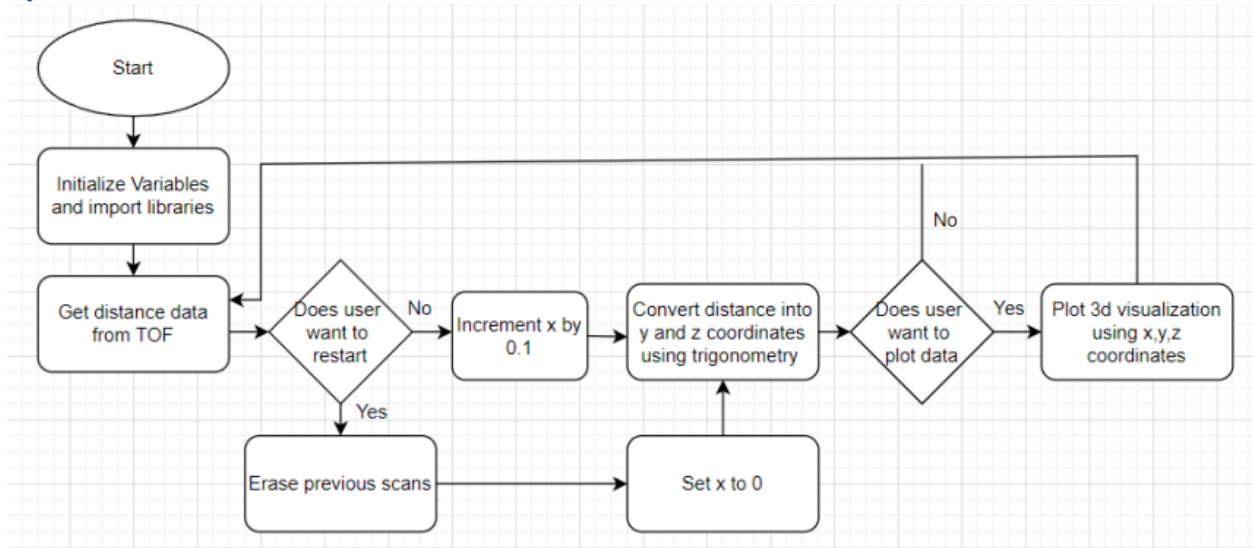 Start
Initialize Variables
and import libraries
Get distance data
from TOF
Does user
want to
restart
No
Yes
Increment x by
0.1
Erase previous scans
Set x to 0
Convert distance into
y and z coordinates
using trigonometry
Does user
want to
plot data
No
Yes
Plot 3d visualization
using x,y,z
coordinates